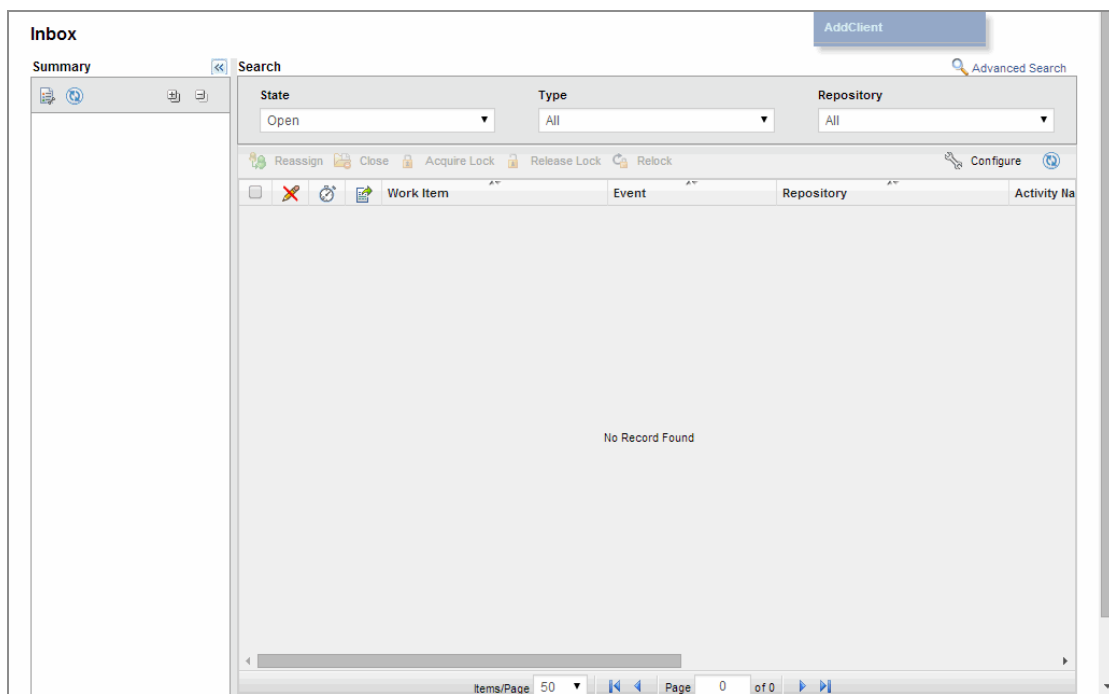 AddClient
Inbox
Summary
Search
Advanced Search
State Type Repository
Open All All
Reassign Close Acquire Lock Release Lock Relock Configure
Work Item Event Repository Activity Na
No Record Found
Items/Page 50 Page 0 of 0